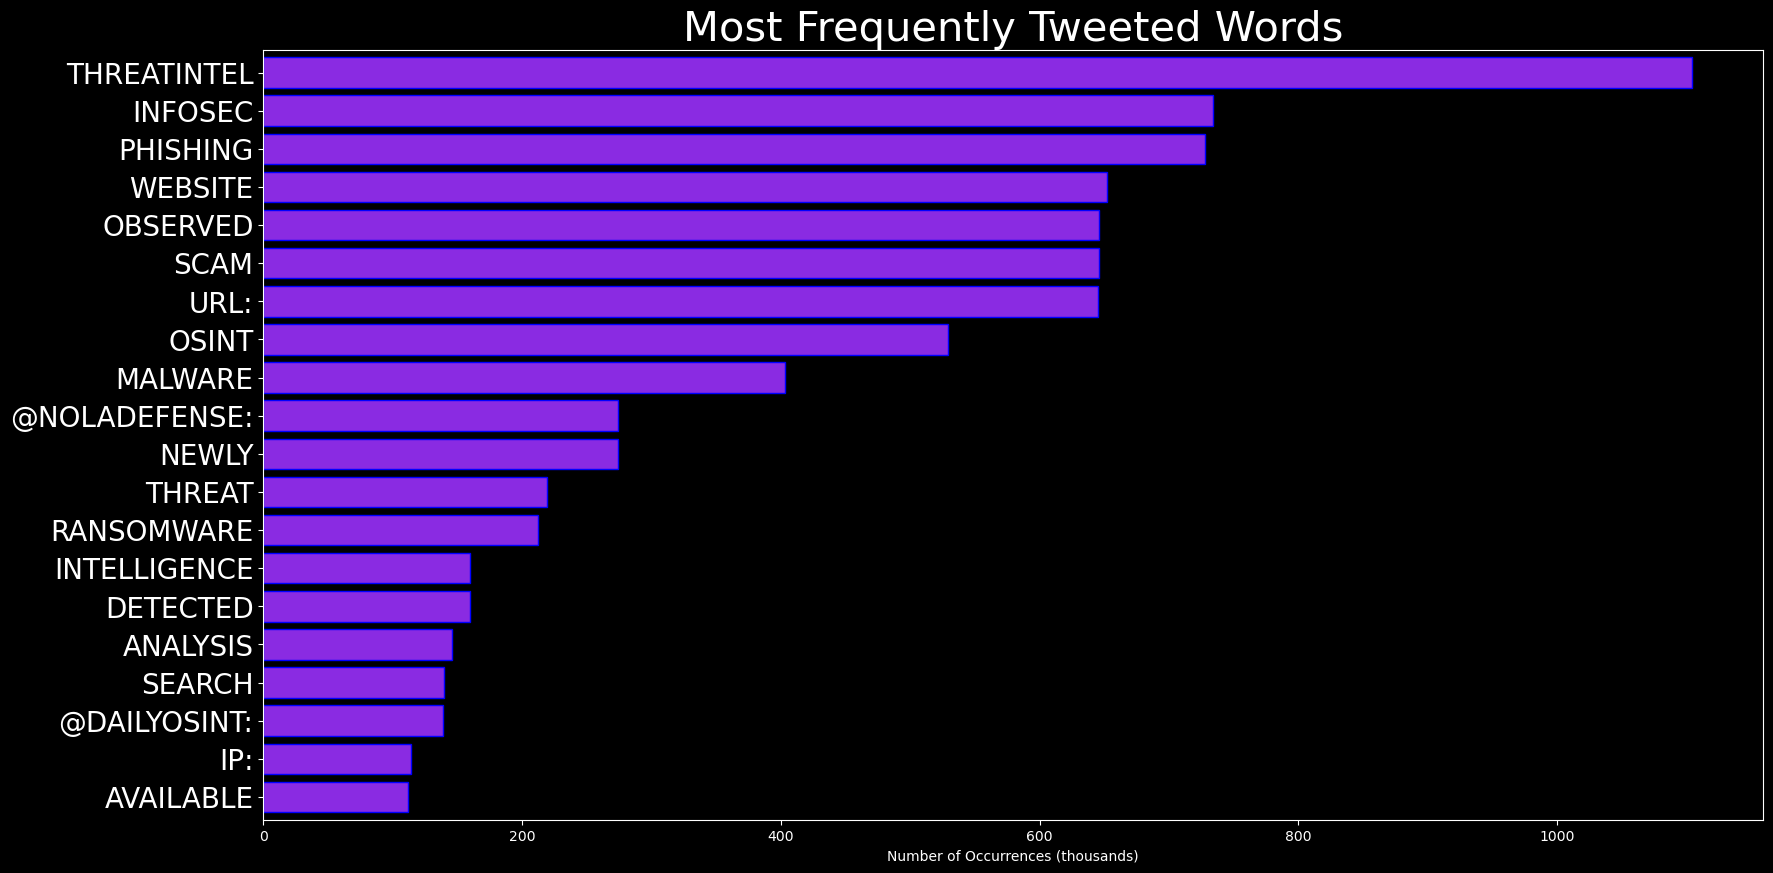 Most Frequently Tweeted Words
THREATINTEL
INFOSEC
PHISHING
WEBSITE
OBSERVED
SCAM
URL:
OSINT
MALWARE
@NOLADEFENSE:
NEWLY
THREAT
RANSOMWARE
INTELLIGENCE
DETECTED
ANALYSIS
SEARCH
@DAILYOSINT:
IP:
AVAILABLE
0 200 400 600 800 1000
Number of Occurrences (thousands)